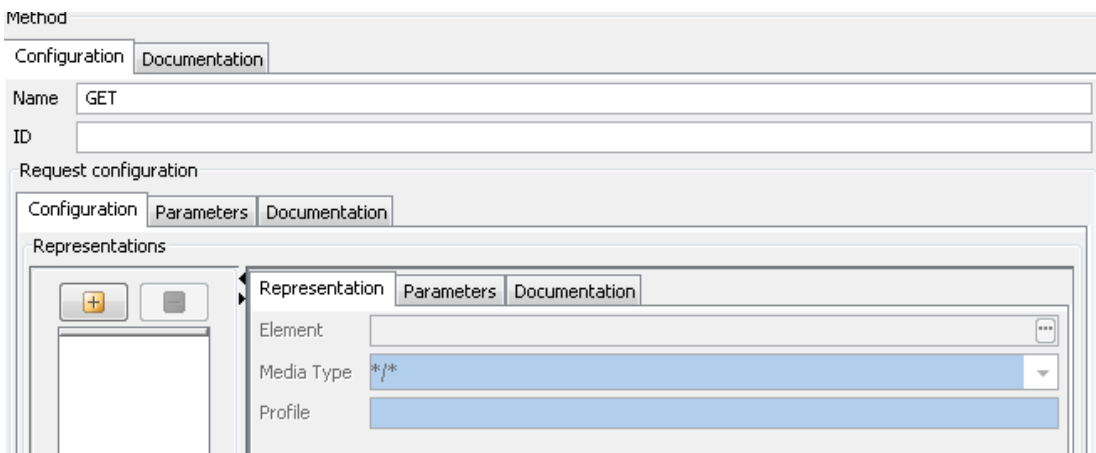 Method
Configuration Documentation
Name GET
ID
Request configuration
Configuration Parameters Documentation
Representations
Representation Parameters Documentation
Element ...
Media Type */*
Profile